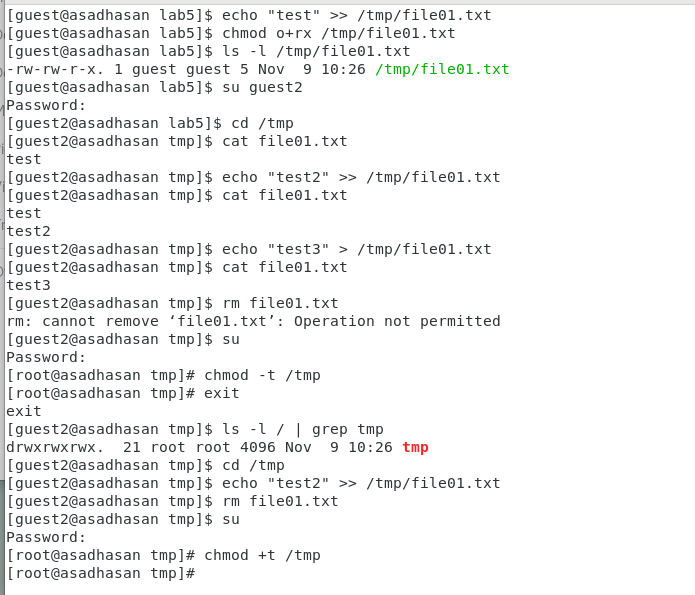 [guest@asadhasan lab5]$ echo "test" >> /tmp/file01.txt
[guest@asadhasan lab5]$ chmod o+rx /tmp/file01.txt
[guest@asadhasan lab5]$ ls -l /tmp/file01.txt
-rw-rw-r-x. 1 guest guest 5 Nov  9 10:26 /tmp/file01.txt
[guest@asadhasan lab5]$ su guest2
Password:
[guest2@asadhasan lab5]$ cd /tmp
[guest2@asadhasan tmp]$ cat file01.txt
test
[guest2@asadhasan tmp]$ echo "test2" >> /tmp/file01.txt
[guest2@asadhasan tmp]$ cat file01.txt
test
test2
[guest2@asadhasan tmp]$ echo "test3" > /tmp/file01.txt
[guest2@asadhasan tmp]$ cat file01.txt
test3
[guest2@asadhasan tmp]$ rm file01.txt
rm: cannot remove ‘file01.txt’: Operation not permitted
[guest2@asadhasan tmp]$ su
Password:
[root@asadhasan tmp]# chmod -t /tmp
[root@asadhasan tmp]# exit
exit
[guest2@asadhasan tmp]$ ls -l / | grep tmp
drwxrwxrwx.  21 root root 4096 Nov  9 10:26 tmp
[guest2@asadhasan tmp]$ cd /tmp
[guest2@asadhasan tmp]$ echo "test2" >> /tmp/file01.txt
[guest2@asadhasan tmp]$ rm file01.txt
[guest2@asadhasan tmp]$ su
Password:
[root@asadhasan tmp]# chmod +t /tmp
[root@asadhasan tmp]#